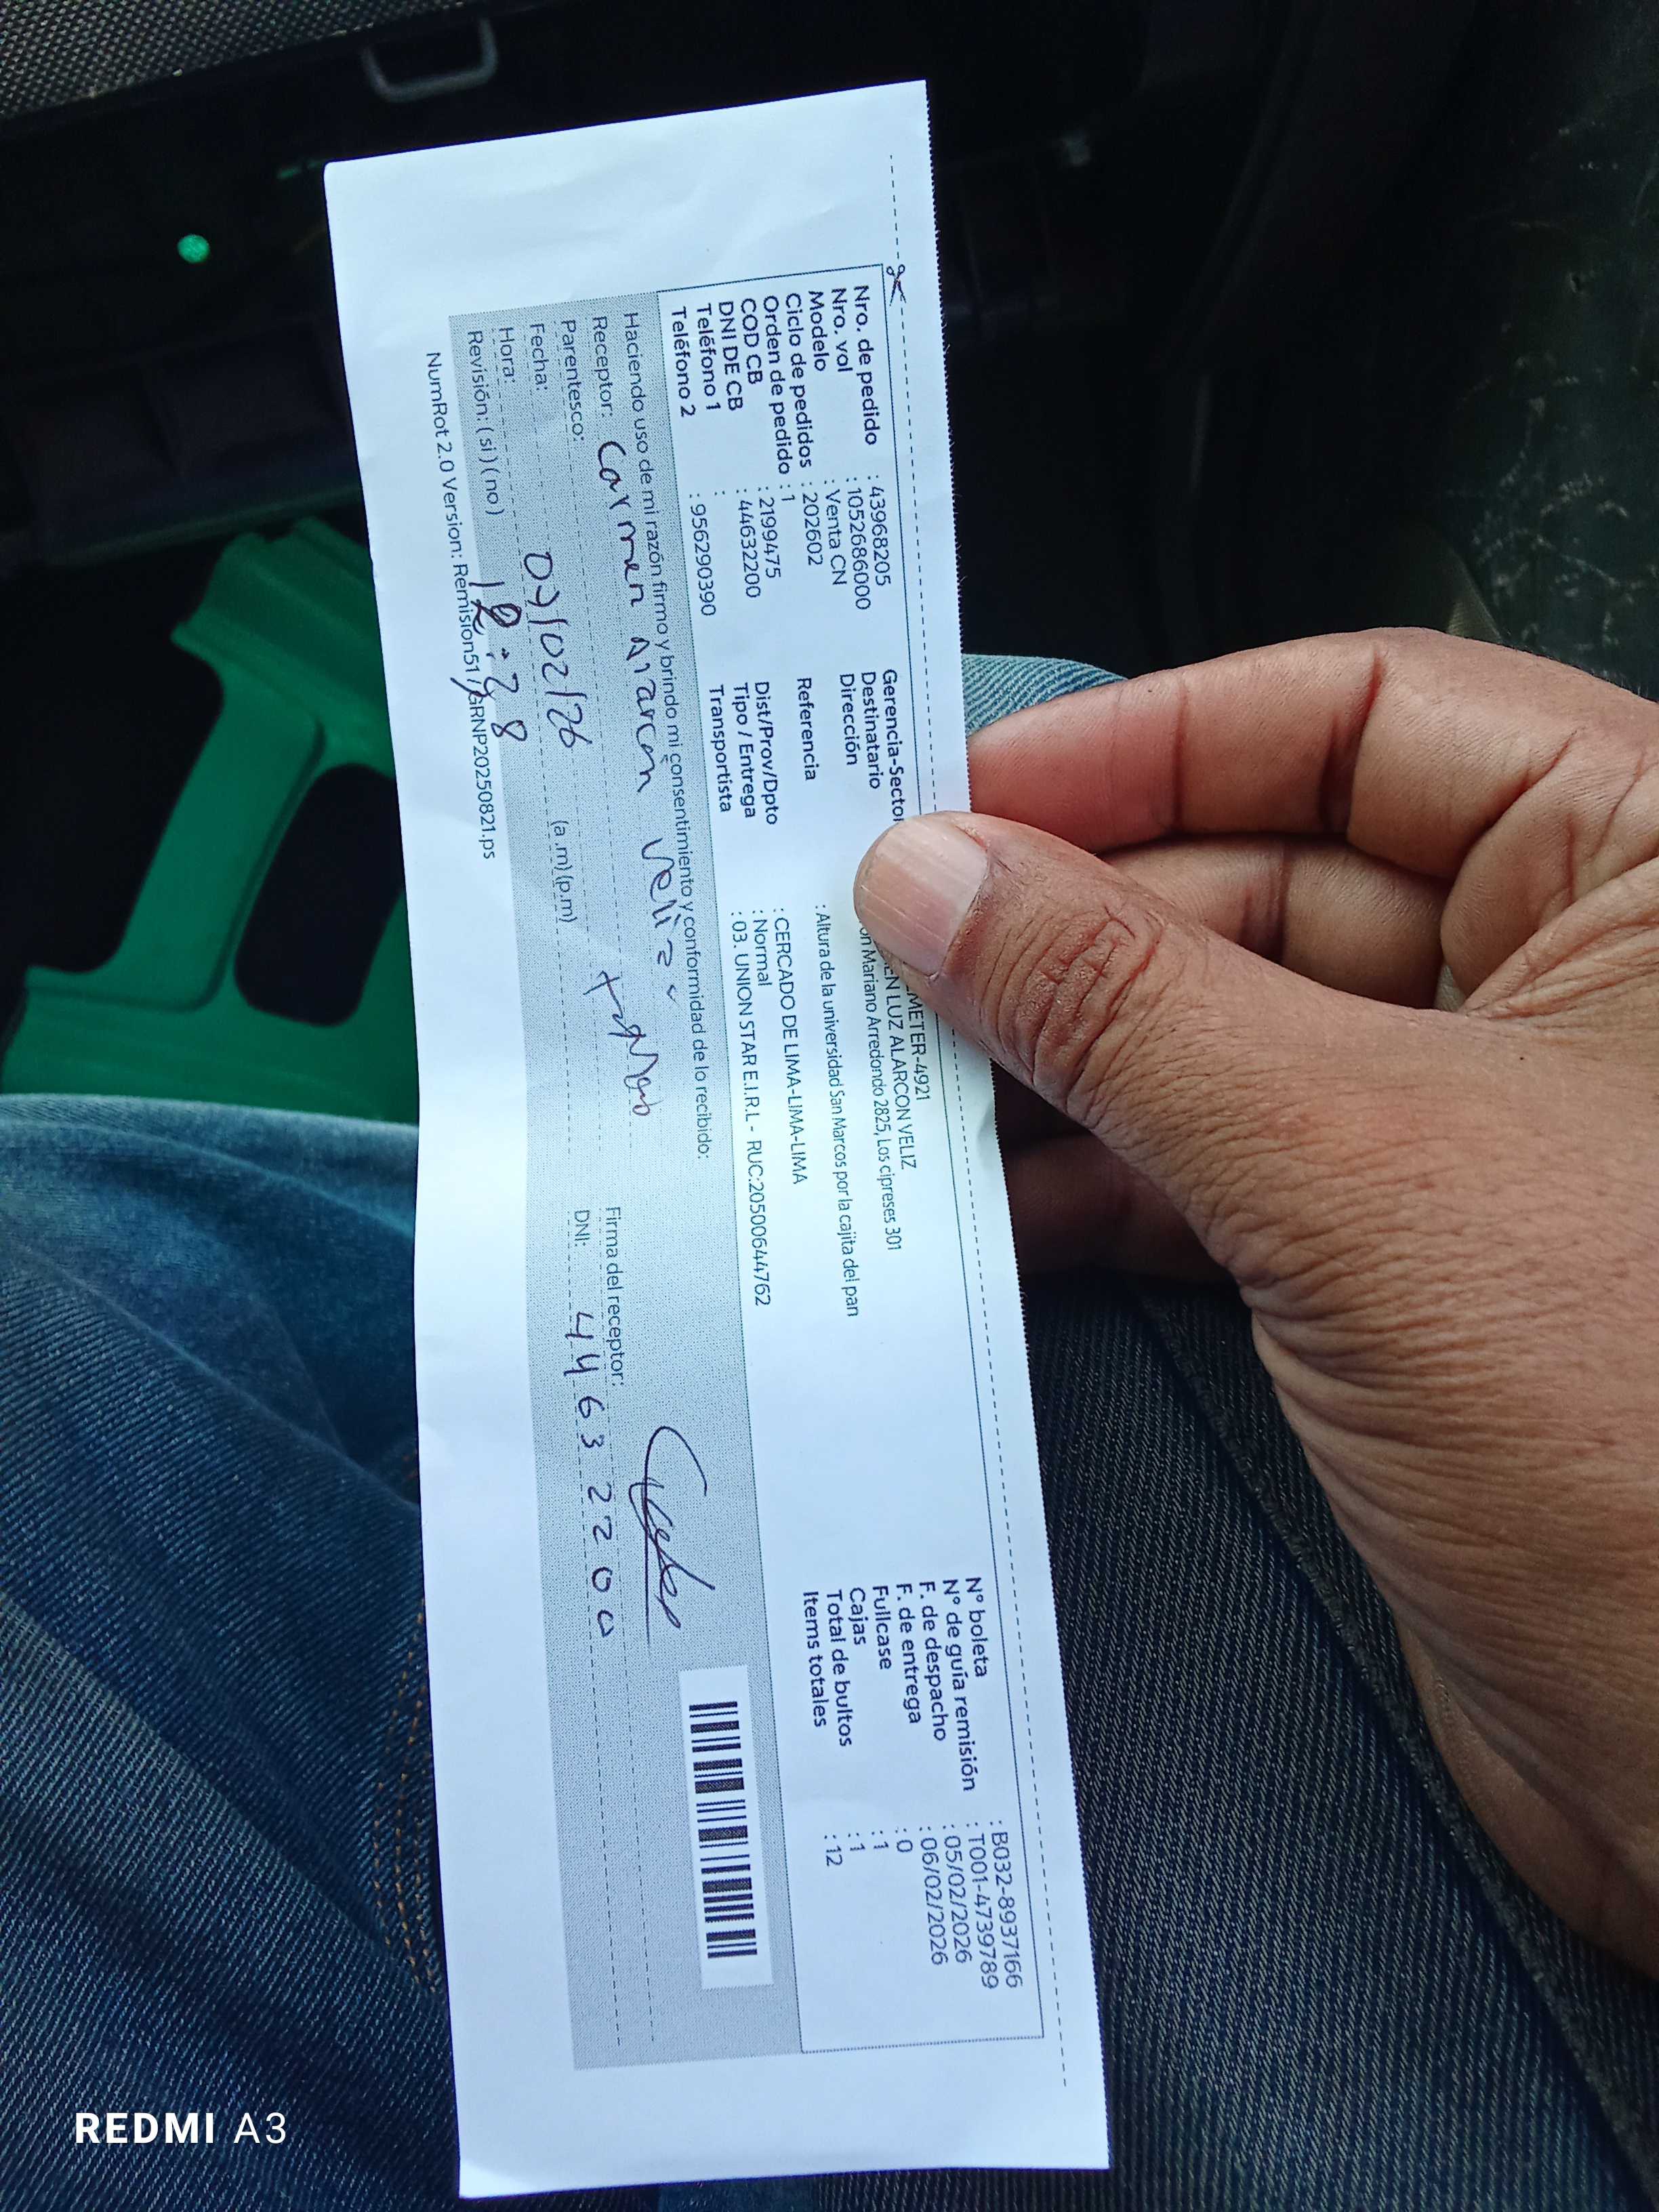 Nro. de pedido : 43968205
Nro. vol : 1052686000
Modelo : Venta CN
Ciclo de pedidos : 202602
Orden de pedido : 1
COD CB : 2199475
DNI DE CB : 44632200
Teléfono 1 :
Teléfono 2 : 956290390
Gerencia-Sector METER-4921
Destinatario EN LUZ ALARCON VELIZ
Dirección Mariano Arredondo 2825, Los cipreses 301
Referencia : Altura de la universidad San Marcos por la cajita del pan
Dist/Prov/Dpto : CERCADO DE LIMA-LIMA-LIMA
Tipo / Entrega : Normal
Transportista : 03. UNION STAR E.I.R.L - RUC:20500644762
N° boleta : B032-8937166
N° de guía remisión : T001-4739789
F. de despacho : 05/02/2026
F. de entrega : 06/02/2026
Fullcase : 0
Cajas : 1
Total de bultos : 1
Items totales : 12
Haciendo uso de mi razón firmo y brindo mi consentimiento y conformidad de lo recibido:
Receptor: Carmen Alarcon Veliz
Parentesco:
Fecha: 07/02/26
Hora: (a.m) (p.m)
Revisión: ( si ) ( no )
Firma del receptor:
DNI: 44632200
NumRot 2.0 Version: Remision51 GRNP20250821.ps
REDMI A3